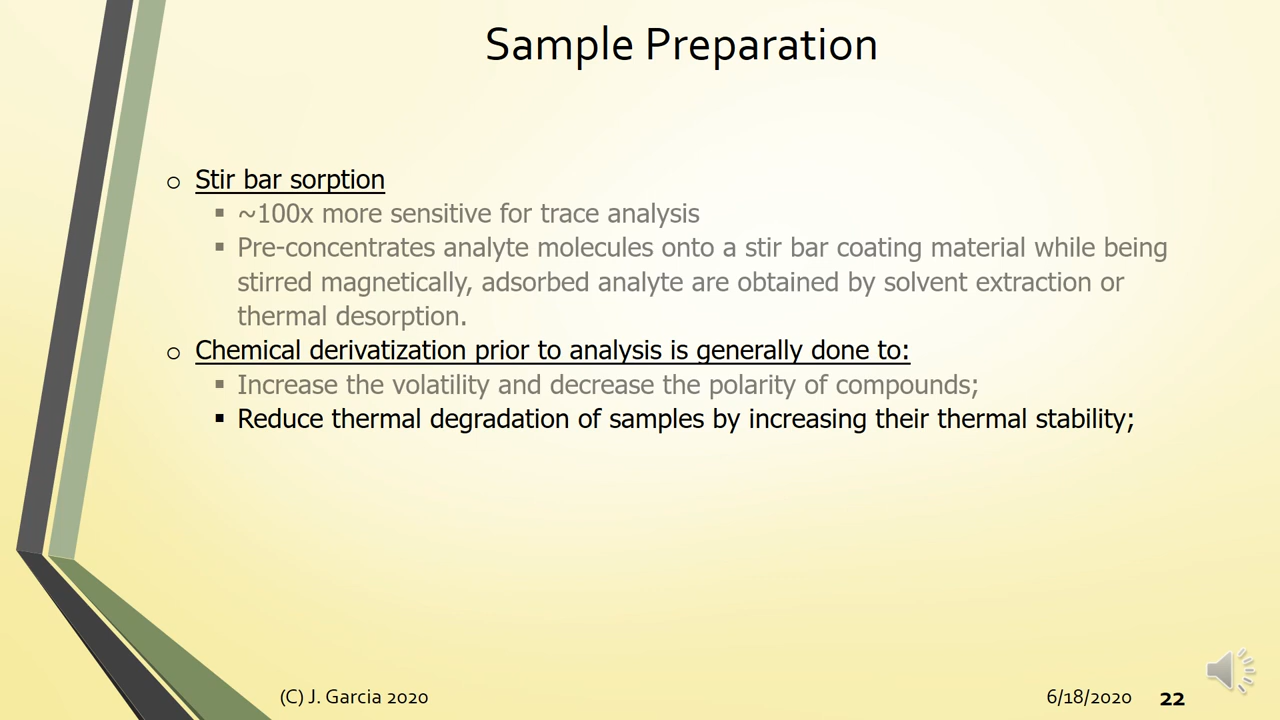 Sample Preparation
○ Stir bar sorption
▪ ~100x more sensitive for trace analysis
▪ Pre-concentrates analyte molecules onto a stir bar coating material while being
stirred magnetically, adsorbed analyte are obtained by solvent extraction or
thermal desorption.
○ Chemical derivatization prior to analysis is generally done to:
▪ Increase the volatility and decrease the polarity of compounds;
▪ Reduce thermal degradation of samples by increasing their thermal stability;
(C) J. Garcia 2020 6/18/2020 22